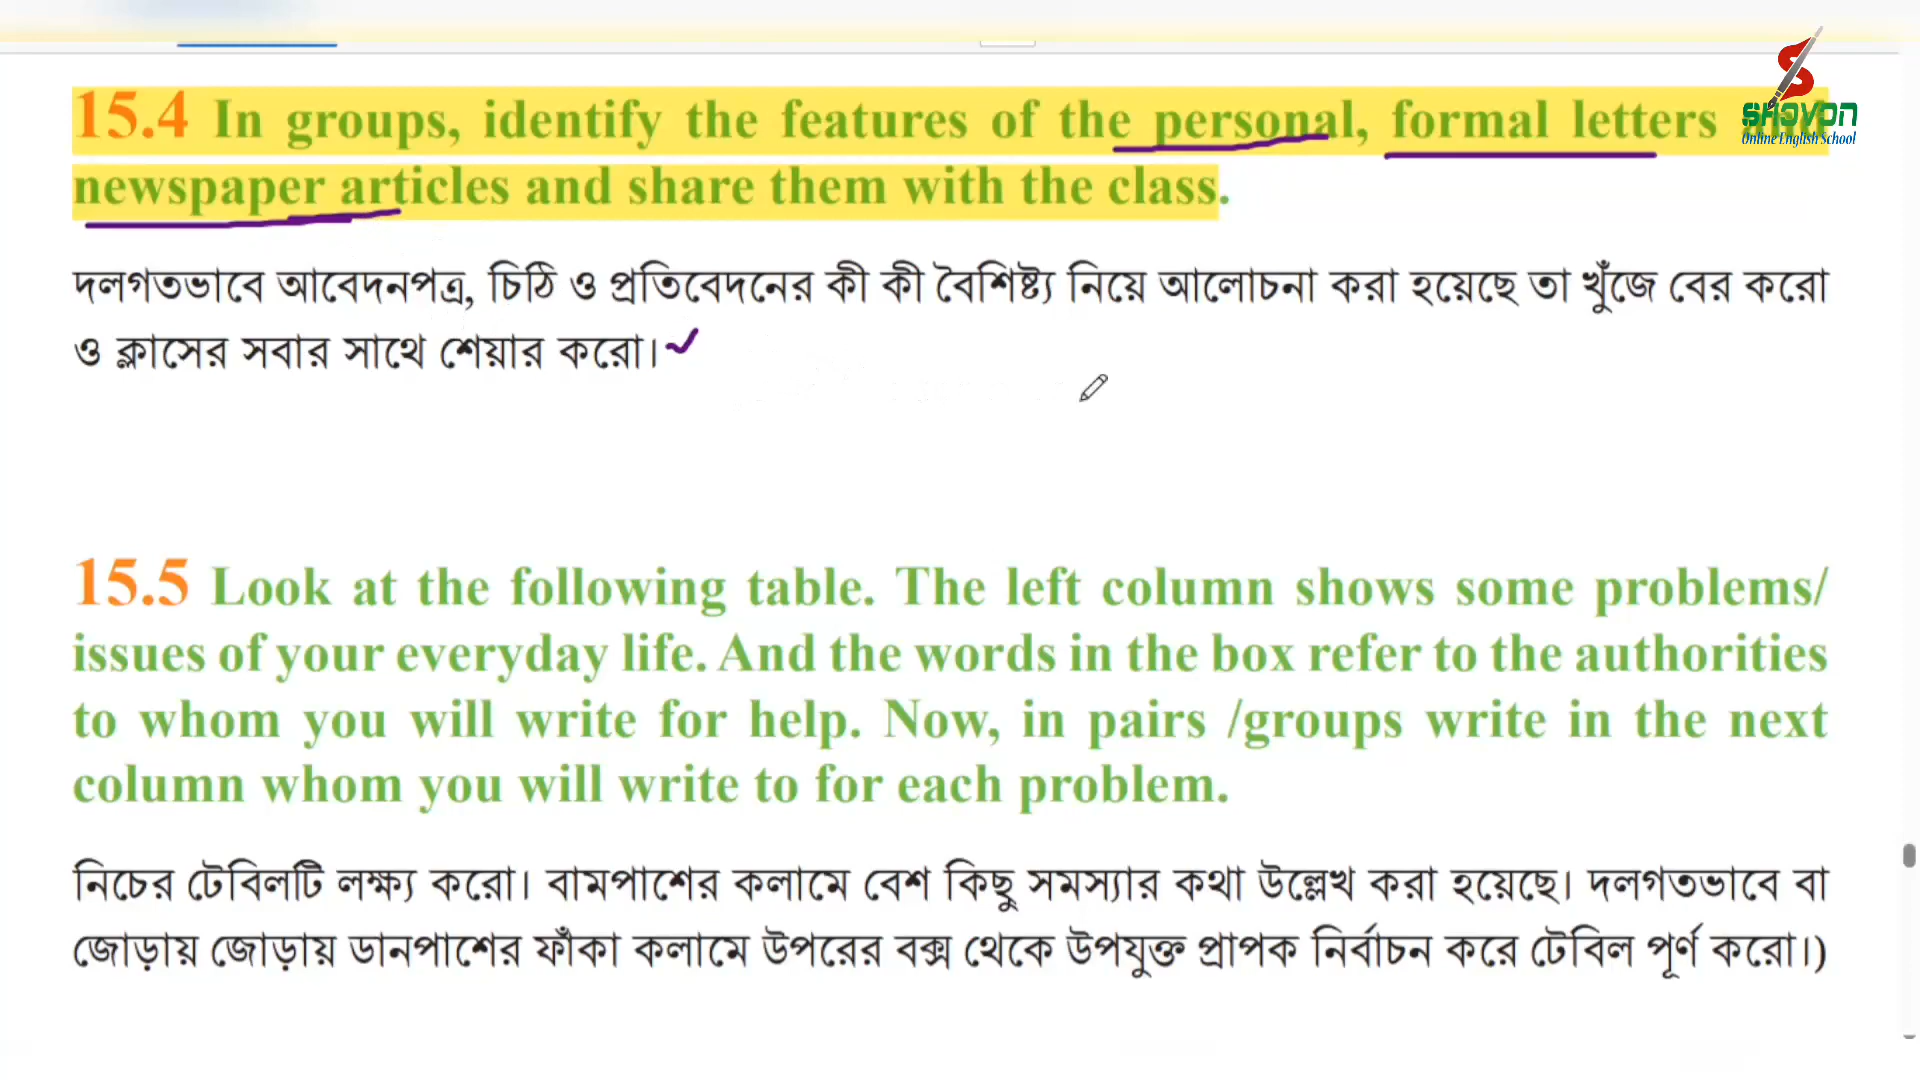 SHOVON
Online English School
15.4 In groups, identify the features of the personal, formal letters
newspaper articles and share them with the class.
দলগতভাবে আবেদনপত্র, চিঠি ও প্রতিবেদনের কী কী বৈশিষ্ট্য নিয়ে আলোচনা করা হয়েছে তা খুঁজে বের করো
ও ক্লাসের সবার সাথে শেয়ার করো।
15.5 Look at the following table. The left column shows some problems/
issues of your everyday life. And the words in the box refer to the authorities
to whom you will write for help. Now, in pairs /groups write in the next
column whom you will write to for each problem.
নিচের টেবিলটি লক্ষ্য করো। বামপাশের কলামে বেশ কিছু সমস্যার কথা উল্লেখ করা হয়েছে। দলগতভাবে বা
জোড়ায় জোড়ায় ডানপাশের ফাঁকা কলামে উপরের বক্স থেকে উপযুক্ত প্রাপক নির্বাচন করে টেবিল পূর্ণ করো।)